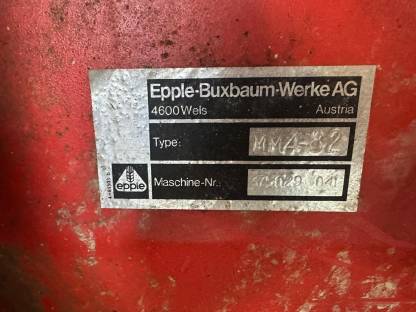 Epple-Buxbaum-Werke AG
4600 Wels Austria
Type: MMA-82
epple
Maschine-Nr.: